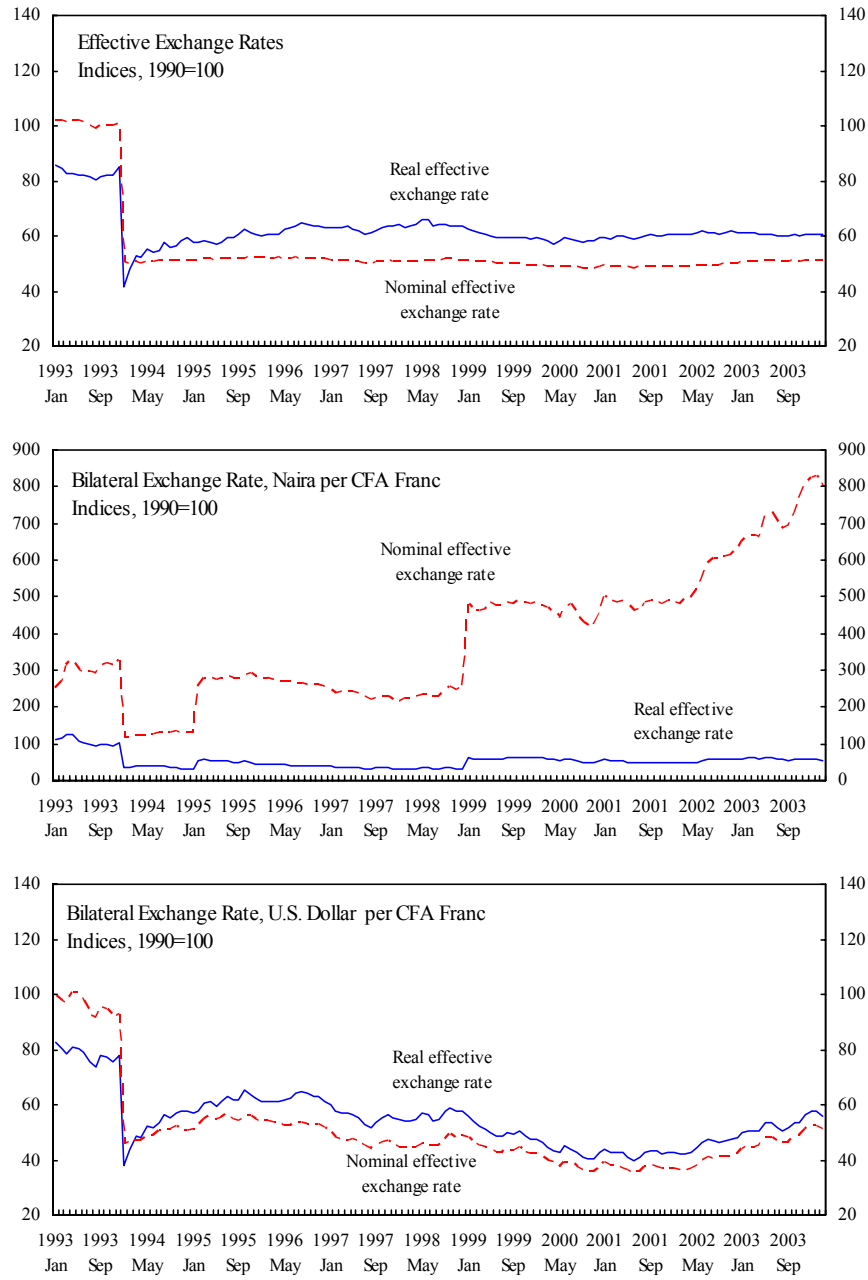 Effective Exchange Rates
Indices, 1990=100
140 140
120 120
100 100
80 80
60 60
40 40
20 20
Real effective
exchange rate
Nominal effective
exchange rate
1993 1993 1994 1995 1995 1996 1997 1997 1998 1999 1999 2000 2001 2001 2002 2003 2003
Jan Sep May Jan Sep May Jan Sep May Jan Sep May Jan Sep May Jan Sep
Bilateral Exchange Rate, Naira per CFA Franc
Indices, 1990=100
900 900
800 800
700 700
600 600
500 500
400 400
300 300
200 200
100 100
0 0
Nominal effective
exchange rate
Real effective
exchange rate
1993 1993 1994 1995 1995 1996 1997 1997 1998 1999 1999 2000 2001 2001 2002 2003 2003
Jan Sep May Jan Sep May Jan Sep May Jan Sep May Jan Sep May Jan Sep
Bilateral Exchange Rate, U.S. Dollar per CFA Franc
Indices, 1990=100
140 140
120 120
100 100
80 80
60 60
40 40
20 20
Real effective
exchange rate
Nominal effective
exchange rate
1993 1993 1994 1995 1995 1996 1997 1997 1998 1999 1999 2000 2001 2001 2002 2003 2003
Jan Sep May Jan Sep May Jan Sep May Jan Sep May Jan Sep May Jan Sep